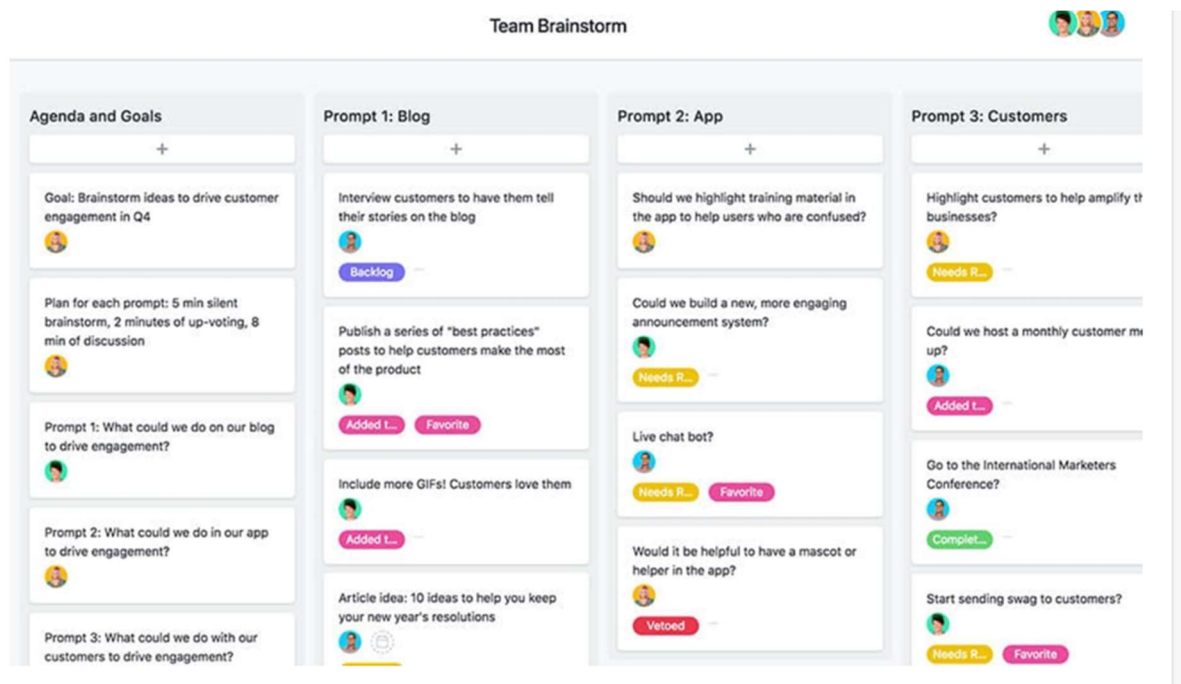 Team Brainstorm
Agenda and Goals
+
Goal: Brainstorm ideas to drive customer
engagement in Q4
Plan for each prompt: 5 min silent
brainstorm, 2 minutes of up-voting, 8
min of discussion
Prompt 1: What could we do on our blog
to drive engagement?
Prompt 2: What could we do in our app
to drive engagement?
Prompt 3: What could we do with our
customers to drive engagement?
Prompt 1: Blog
+
Interview customers to have them tell
their stories on the blog
Backlog
Publish a series of "best practices"
posts to help customers make the most
of the product
Added t... Favorite
Include more GIFs! Customers love them
Added t...
Article idea: 10 ideas to help you keep
your new year's resolutions
Prompt 2: App
+
Should we highlight training material in
the app to help users who are confused?
Could we build a new, more engaging
announcement system?
Needs R...
Live chat bot?
Needs R... Favorite
Would it be helpful to have a mascot or
helper in the app?
Vetoed
Prompt 3: Customers
+
Highlight customers to help amplify th
businesses?
Needs R...
Could we host a monthly customer me
up?
Added t...
Go to the International Marketers
Conference?
Complet...
Start sending swag to customers?
Needs R... Favorite